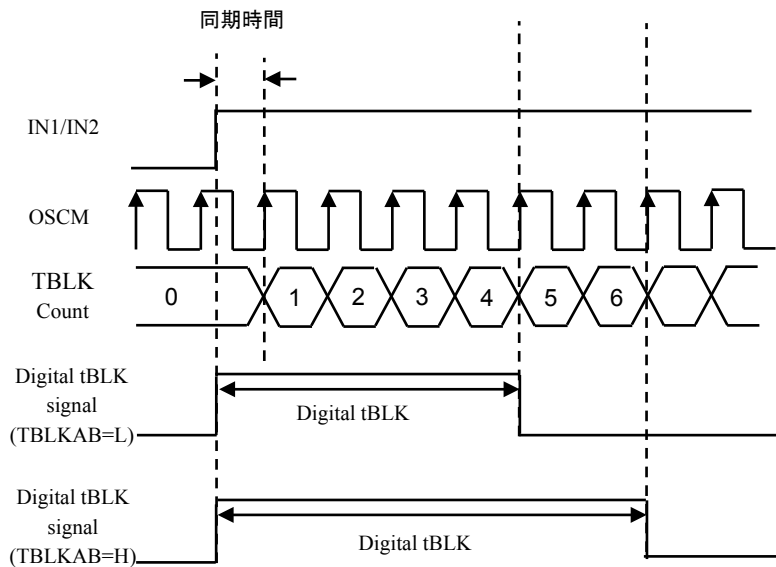 同期時間
IN1/IN2
OSCM
TBLK
Count
0 1 2 3 4 5 6
Digital tBLK
signal
(TBLKAB=L)
Digital tBLK
Digital tBLK
signal
(TBLKAB=H)
Digital tBLK